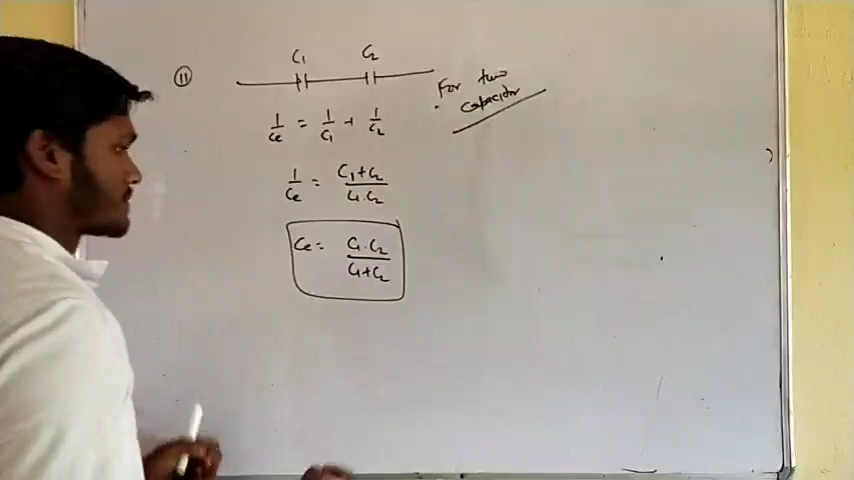 (11)
C1 C2
For two
capacitor
1/Ce = 1/C1 + 1/C2
1/Ce = C1+C2/C1.C2
Ce = C1.C2/C1+C2